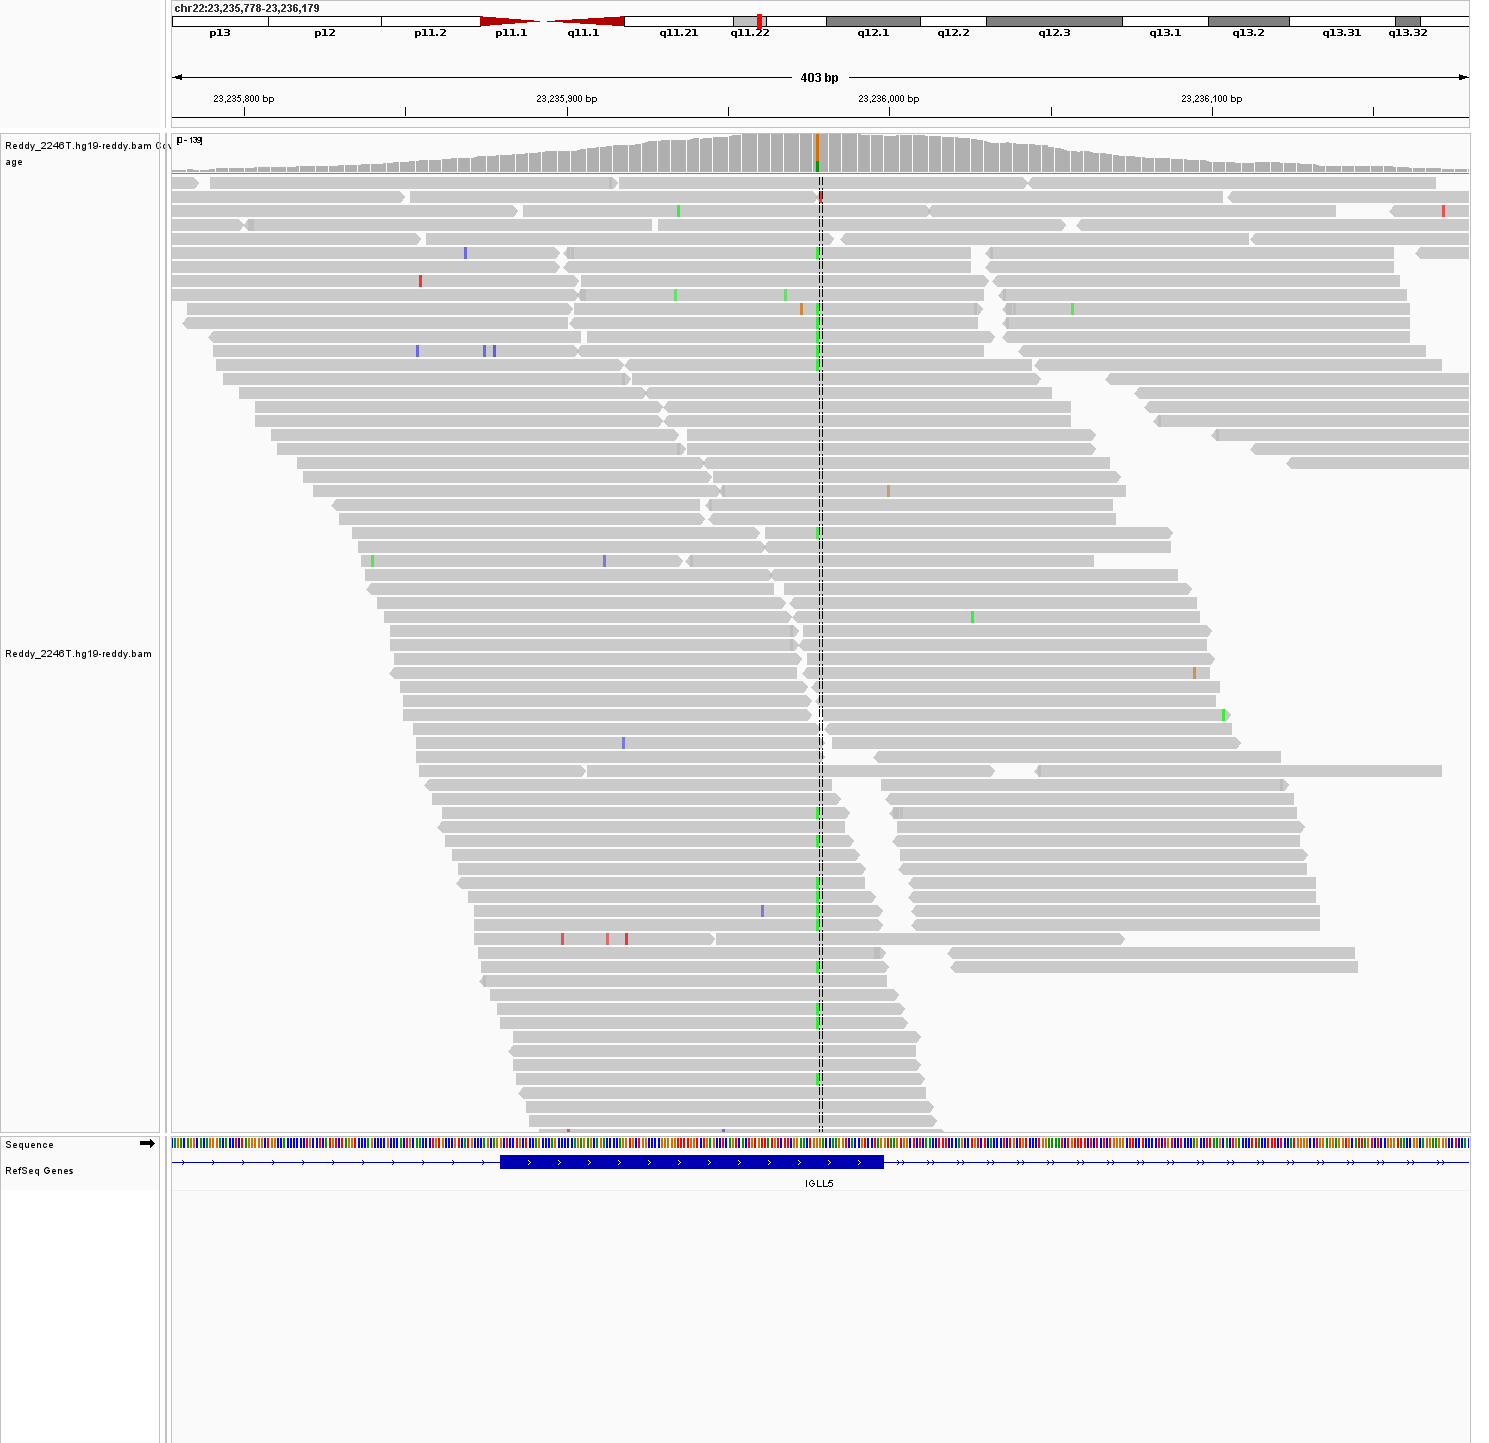 chr22:23,235,778-23,236,179
p13 p12 p11.2 p11.1 q11.1 q11.21 q11.22 q12.1 q12.2 q12.3 q13.1 q13.2 q13.31 q13.32
403 bp
23,235,800 bp 23,235,900 bp 23,236,000 bp 23,236,100 bp
Reddy_2246T.hg19-reddy.bam Cov
age
[0 - 139]
Reddy_2246T.hg19-reddy.bam
Sequence
RefSeq Genes
IGLL5